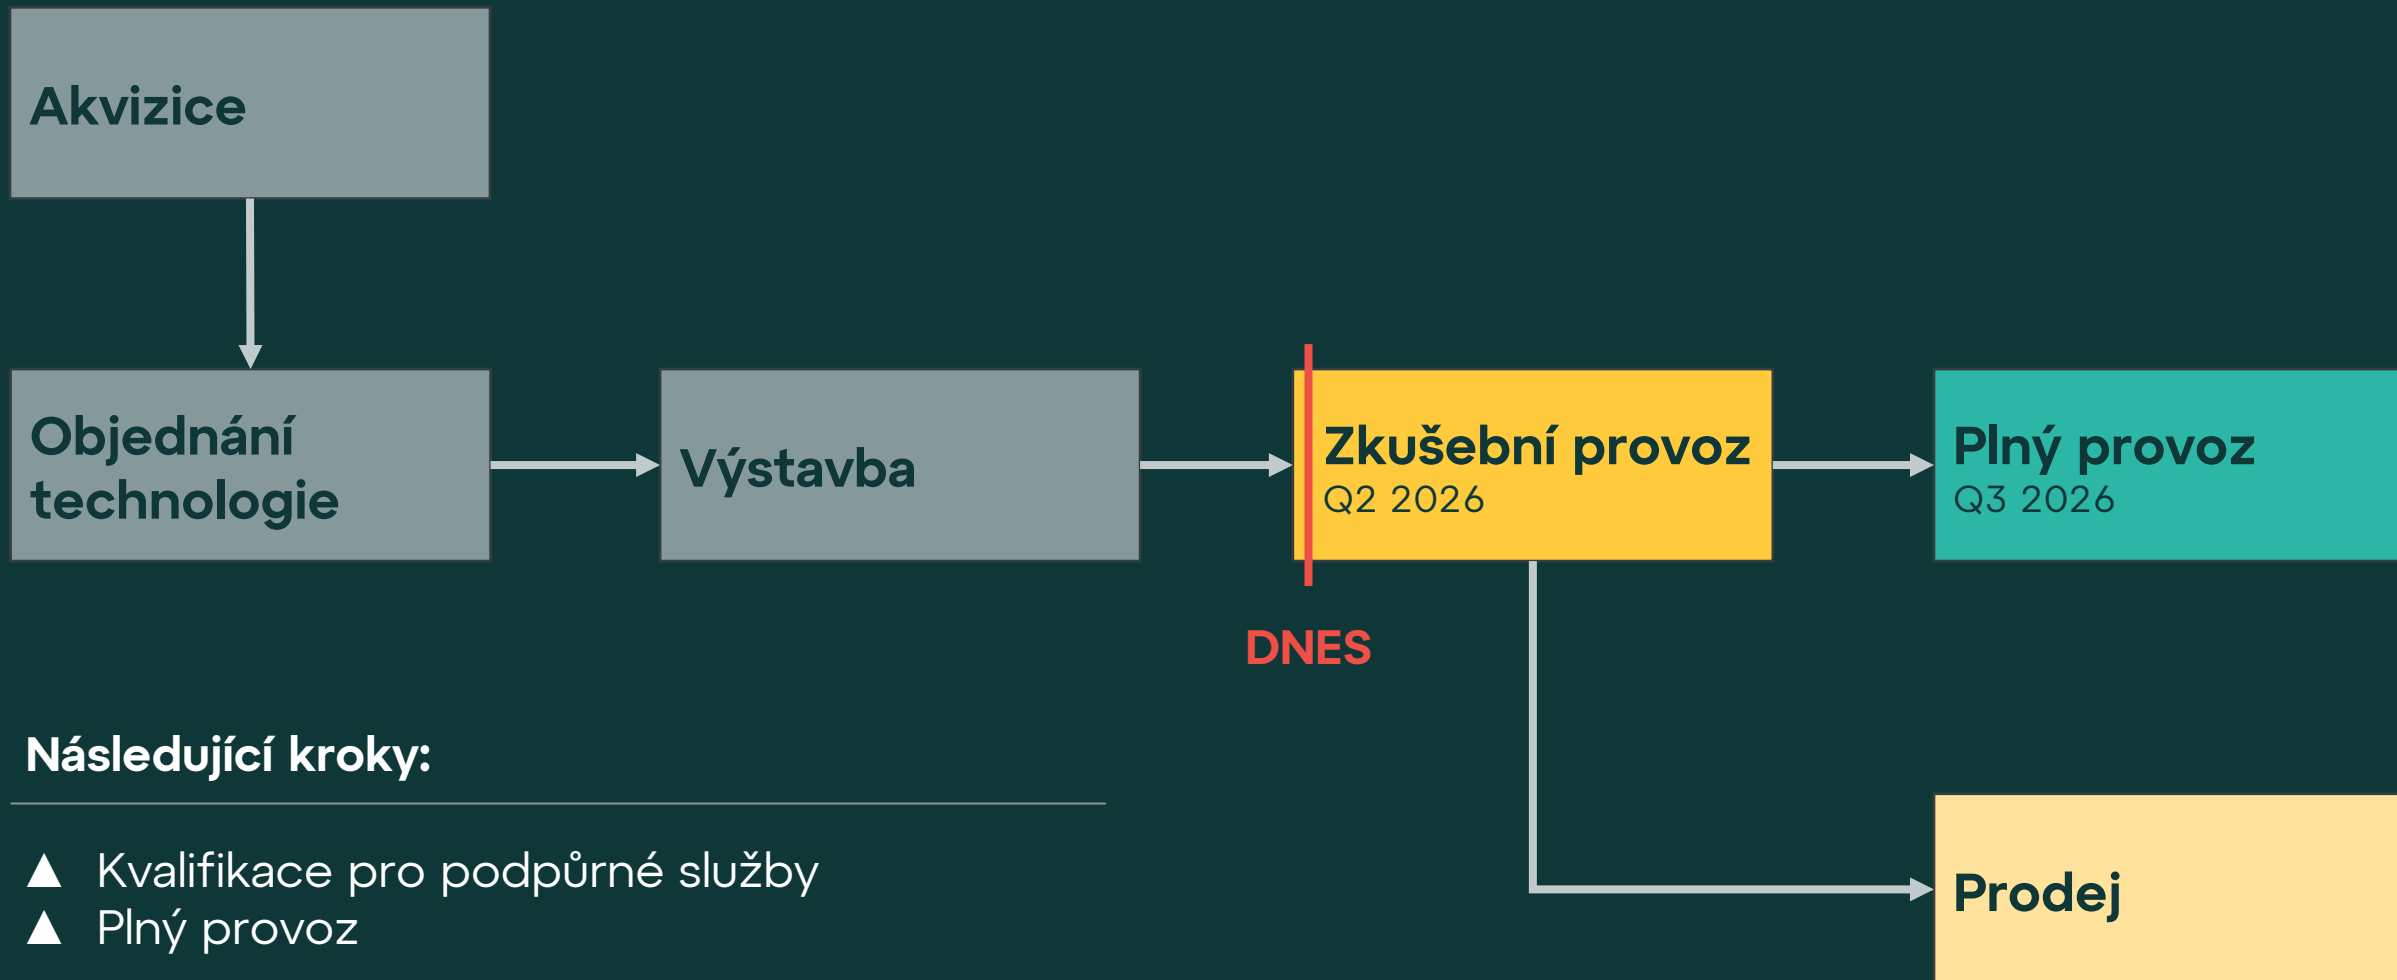 Akvizice
Objednání
technologie
Výstavba
Zkušební provoz
Q2 2026
Plný provoz
Q3 2026
DNES
Následující kroky:
▲ Kvalifikace pro podpůrné služby
▲ Plný provoz
Prodej